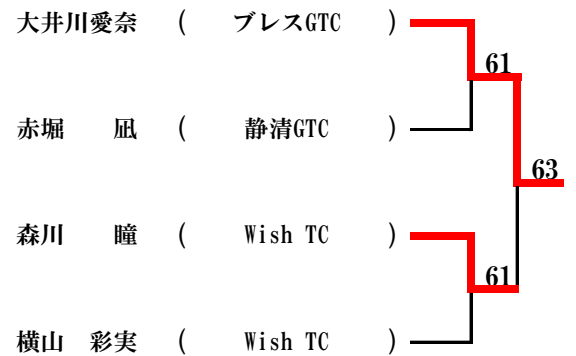 大井川愛奈 ( ブレスGTC )
61
赤堀 凪 ( 静清GTC )
63
森川 瞳 ( Wish TC )
61
横山 彩実 ( Wish TC )